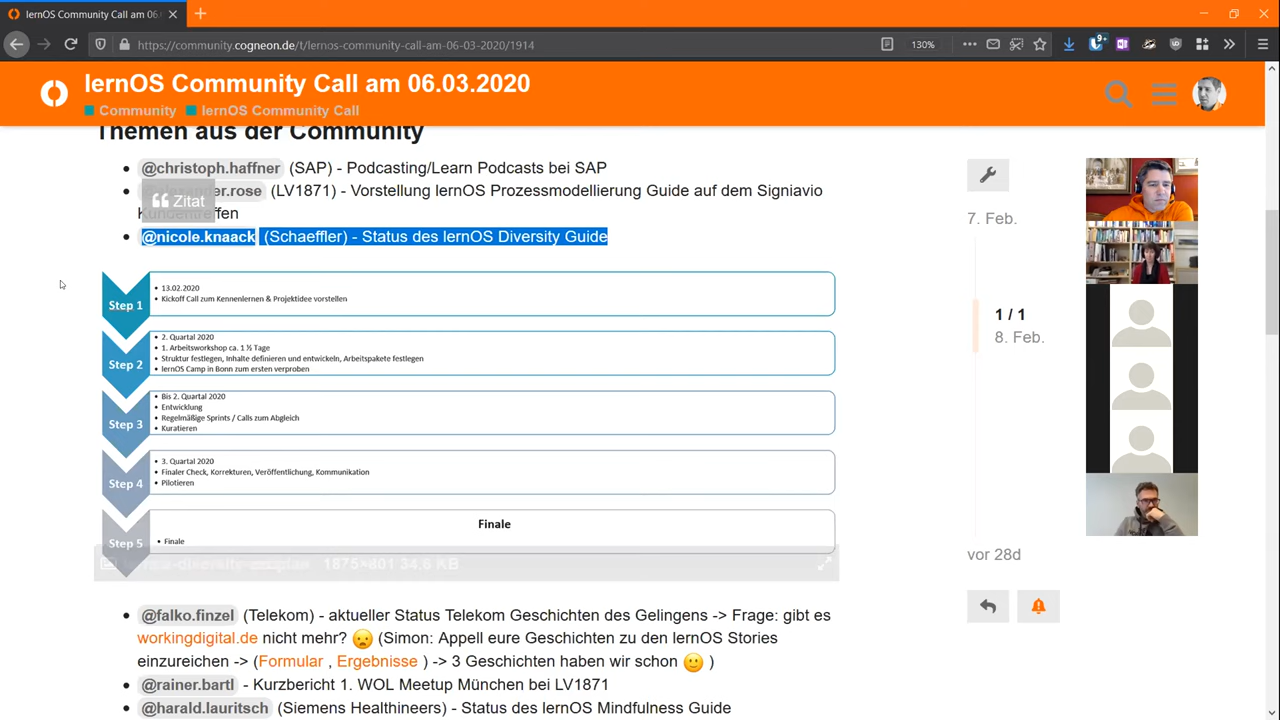 lernOS Community Call am 06.
https://community.cogneon.de/t/lernos-community-call-am-06-03-2020/1914
130%
9+
lernOS Community Call am 06.03.2020
Community
lernOS Community Call
Themen aus der Community
@christoph.haffner (SAP) - Podcasting/Learn Podcasts bei SAP
rose (LV1871) - Vorstellung lernOS Prozessmodellierung Guide auf dem Signiavio
Zitat
Kundentreffen
@nicole.knaack (Schaeffler) - Status des lernOS Diversity Guide
Step 1
13.02.2020
Kickoff Call zum Kennenlernen & Projektidee vorstellen
Step 2
2. Quartal 2020
1. Arbeitsworkshop ca. 1 ½ Tage
Struktur festlegen, Inhalte definieren und entwickeln, Arbeitspakete festlegen
lernOS Camp in Bonn zum ersten verproben
Step 3
Bis 2. Quartal 2020
Entwicklung
Regelmäßige Sprints / Calls zum Abgleich
Kuratieren
Step 4
3. Quartal 2020
Finaler Check, Korrekturen, Veröffentlichung, Kommunikation
Pilotieren
Finale
Step 5
Finale
1875×801 34,8 KB
@falko.finzel (Telekom) - aktueller Status Telekom Geschichten des Gelingens -> Frage: gibt es
workingdigital.de nicht mehr? 😟 (Simon: Appell eure Geschichten zu den lernOS Stories
einzureichen -> (Formular , Ergebnisse ) -> 3 Geschichten haben wir schon 🙂 )
@rainer.bartl - Kurzbericht 1. WOL Meetup München bei LV1871
@harald.lauritsch (Siemens Healthineers) - Status des lernOS Mindfulness Guide
7. Feb.
1 / 1
8. Feb.
vor 28d